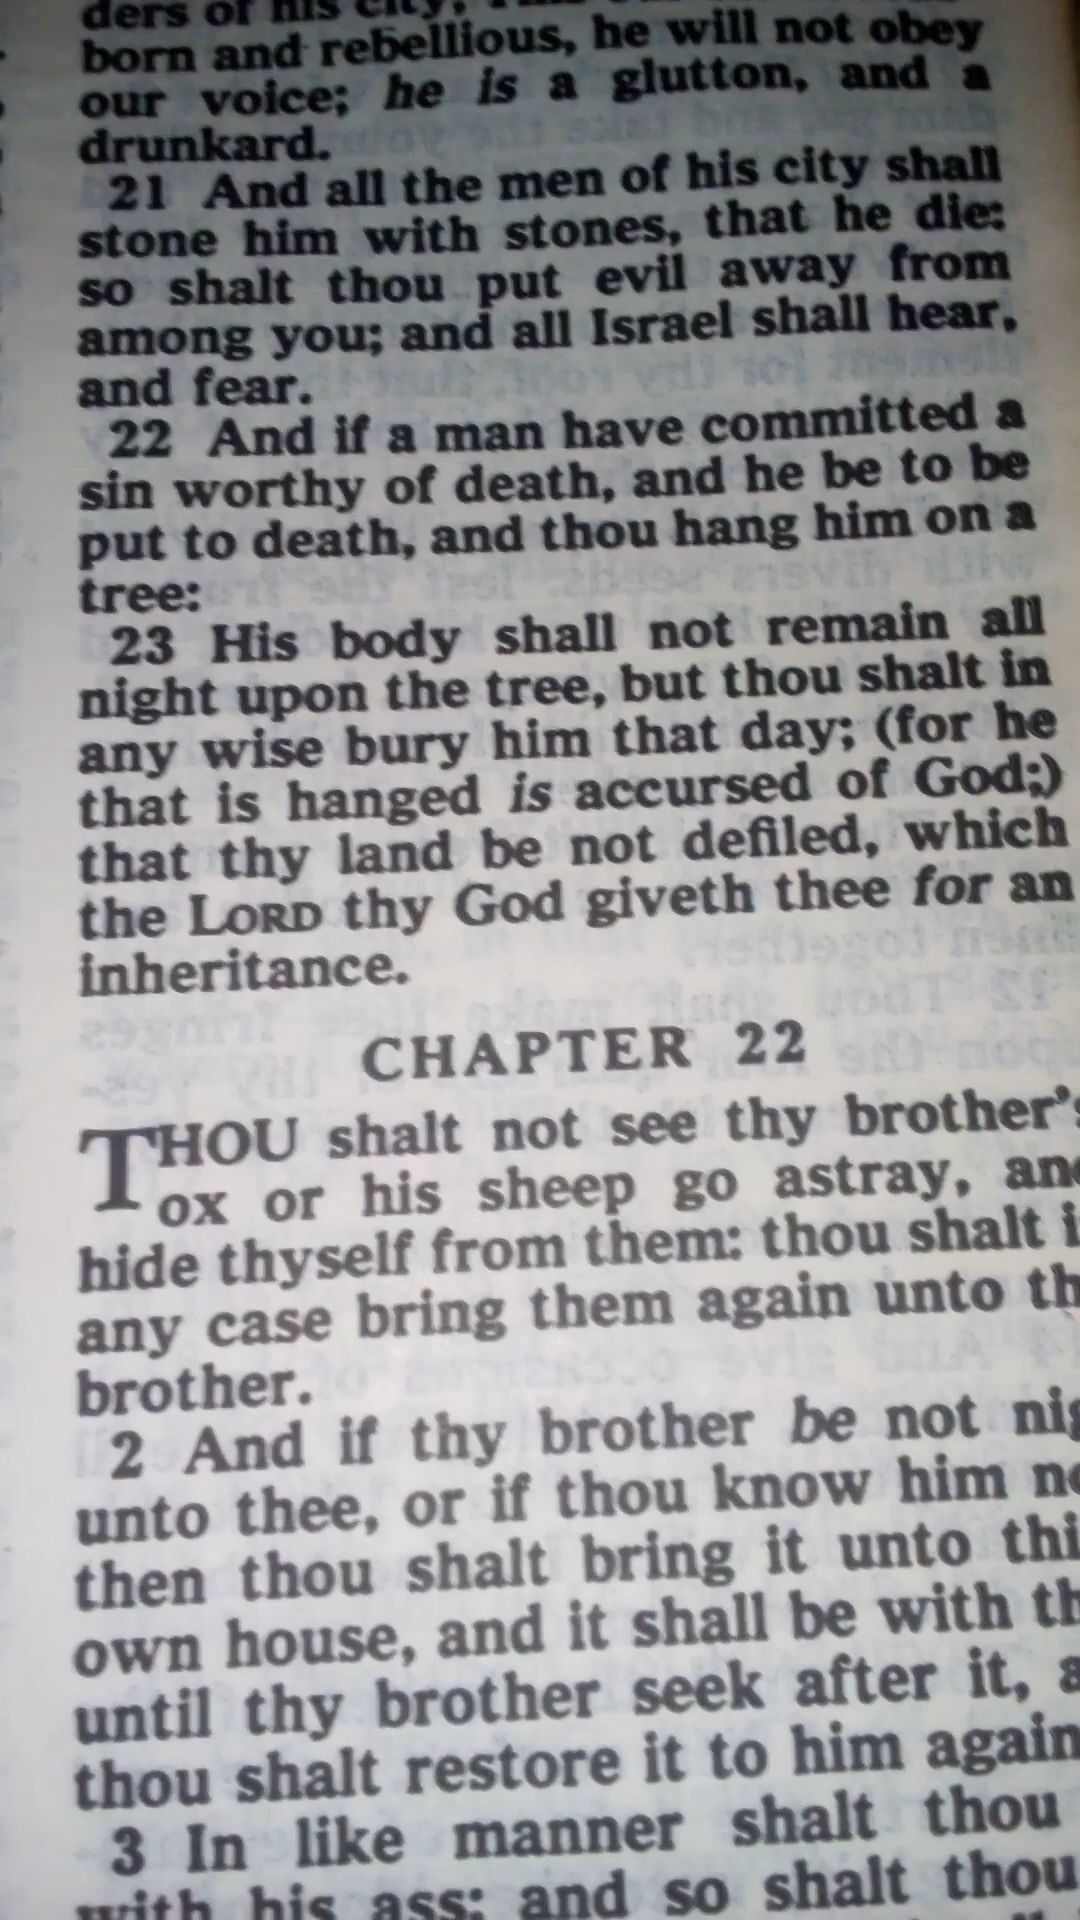 ders of his city,
born and rebellious, he will not obey
our voice; he is a glutton, and a
drunkard.
21 And all the men of his city shall
stone him with stones, that he die:
so shalt thou put evil away from
among you; and all Israel shall hear,
and fear.
22 And if a man have committed a
sin worthy of death, and he be to be
put to death, and thou hang him on a
tree:
23 His body shall not remain all
night upon the tree, but thou shalt in
any wise bury him that day; (for he
that is hanged is accursed of God;)
that thy land be not defiled, which
the LORD thy God giveth thee for an
inheritance.
CHAPTER 22
THOU shalt not see thy brother's
ox or his sheep go astray, and
hide thyself from them: thou shalt i
any case bring them again unto th
brother.
2 And if thy brother be not nig
unto thee, or if thou know him no
then thou shalt bring it unto thi
own house, and it shall be with th
until thy brother seek after it, a
thou shalt restore it to him again
3 In like manner shalt thou
with his ass; and so shalt thou